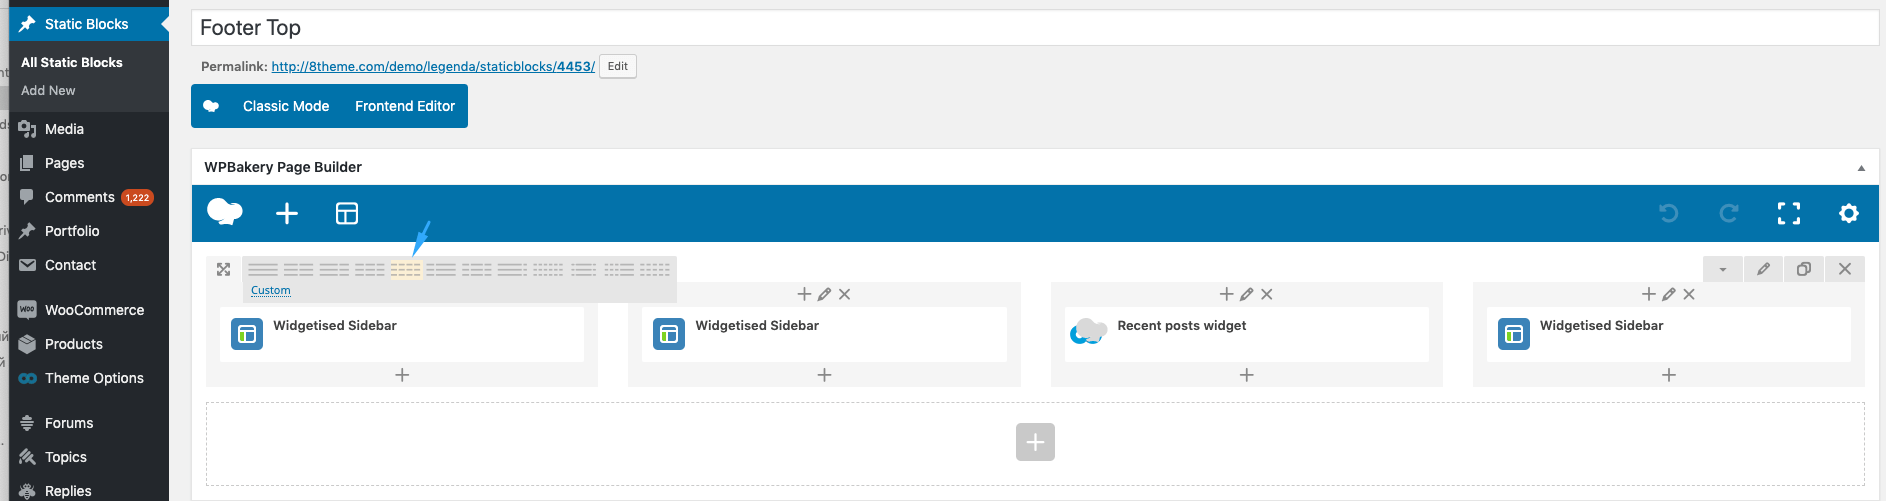 Static Blocks
All Static Blocks
Add New
Media
Pages
Comments 1,222
Portfolio
Contact
WooCommerce
Products
Theme Options
Forums
Topics
Replies
Footer Top
Permalink: http://8theme.com/demo/legenda/staticblocks/4453/ Edit
Classic Mode Frontend Editor
WPBakery Page Builder
Custom
Widgetised Sidebar
Widgetised Sidebar
Recent posts widget
Widgetised Sidebar